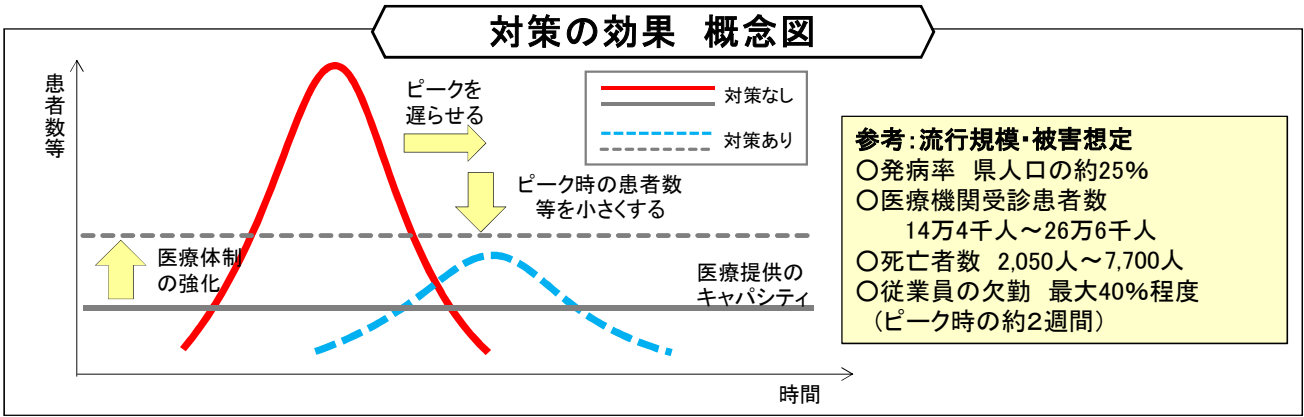 対策の効果 概念図
患者数等
ピークを
遅らせる
対策なし
対策あり
ピーク時の患者数
等を小さくする
医療体制
の強化
医療提供の
キャパシティ
時間
参考:流行規模・被害想定
○発病率 県人口の約25%
○医療機関受診患者数
14万4千人~26万6千人
○死亡者数 2,050人~7,700人
○従業員の欠勤 最大40%程度
(ピーク時の約2週間)